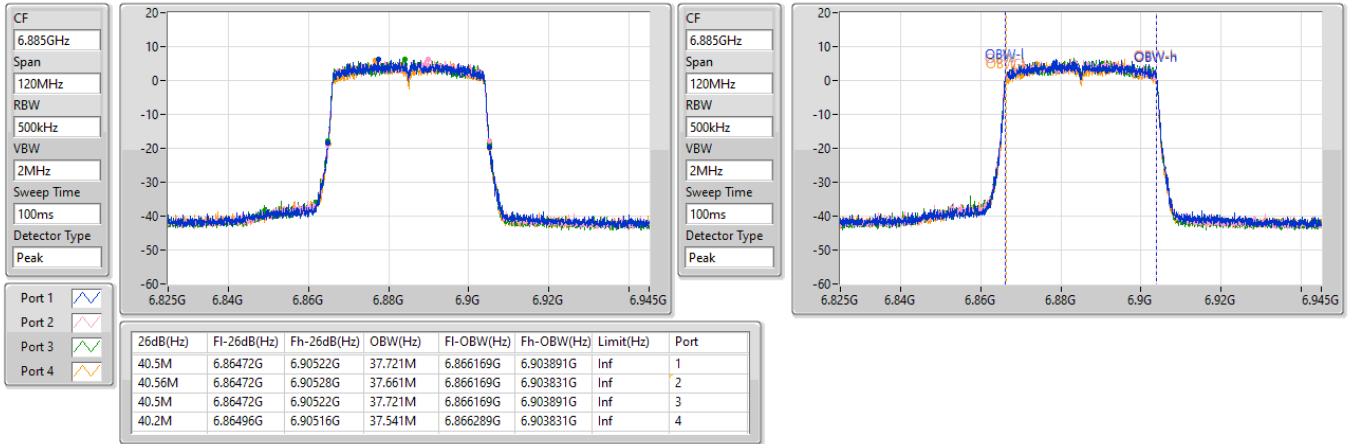 CF
6.885GHz
Span
120MHz
RBW
500kHz
VBW
2MHz
Sweep Time
100ms
Detector Type
Peak
Port 1
Port 2
Port 3
Port 4
20
10
0
-10
-20
-30
-40
-50
-60
6.825G 6.84G 6.86G 6.88G 6.9G 6.92G 6.945G
CF
6.885GHz
Span
120MHz
RBW
500kHz
VBW
2MHz
Sweep Time
100ms
Detector Type
Peak
20
10
0
-10
-20
-30
-40
-50
-60
OBW-l
OBW-h
6.825G 6.84G 6.86G 6.88G 6.9G 6.92G 6.945G
26dB(Hz) Fl-26dB(Hz) Fh-26dB(Hz) OBW(Hz) Fl-OBW(Hz) Fh-OBW(Hz) Limit(Hz) Port
40.5M 6.86472G 6.90522G 37.721M 6.866169G 6.903891G Inf 1
40.56M 6.86472G 6.90528G 37.661M 6.866169G 6.903831G Inf 2
40.5M 6.86472G 6.90522G 37.721M 6.866169G 6.903891G Inf 3
40.2M 6.86496G 6.90516G 37.541M 6.866289G 6.903831G Inf 4